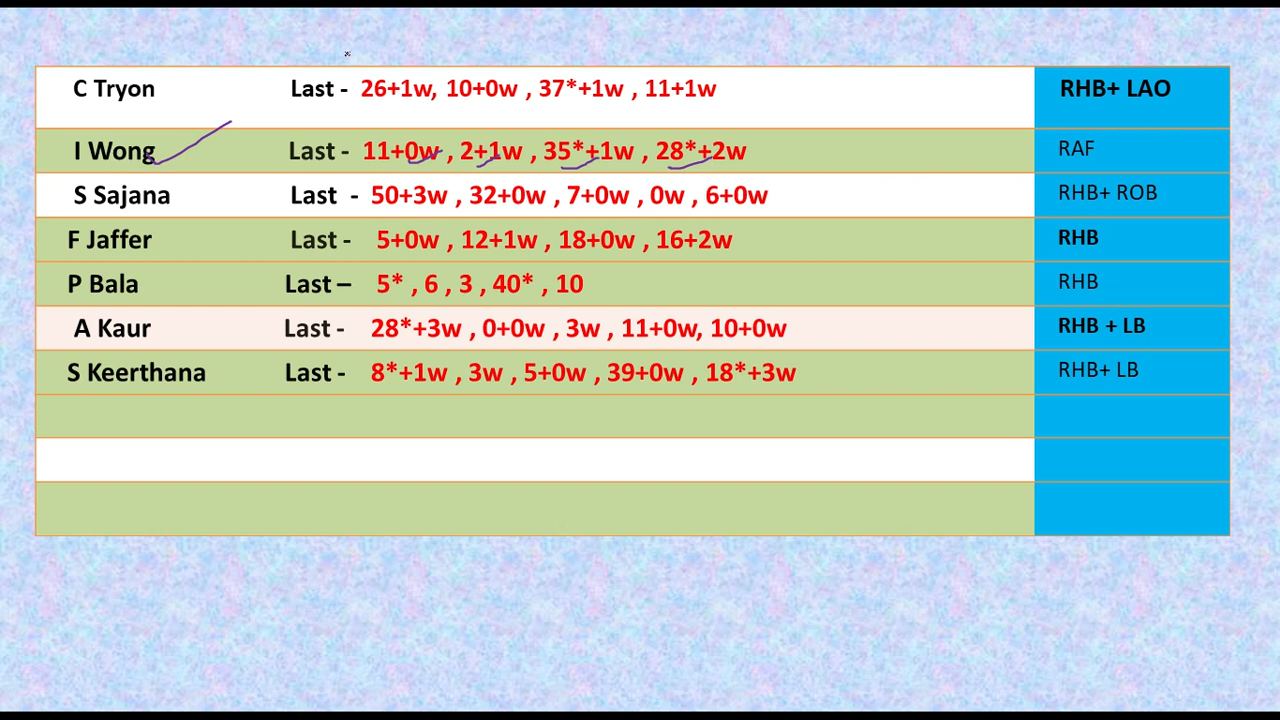 C Tryon Last - 26+1w, 10+0w , 37*+1w , 11+1w RHB+ LAO
I Wong Last - 11+0w , 2+1w , 35*+1w , 28*+2w RAF
S Sajana Last - 50+3w , 32+0w , 7+0w , 0w , 6+0w RHB+ ROB
F Jaffer Last - 5+0w , 12+1w , 18+0w , 16+2w RHB
P Bala Last – 5* , 6 , 3 , 40* , 10 RHB
A Kaur Last - 28*+3w , 0+0w , 3w , 11+0w, 10+0w RHB + LB
S Keerthana Last - 8*+1w , 3w , 5+0w , 39+0w , 18*+3w RHB+ LB